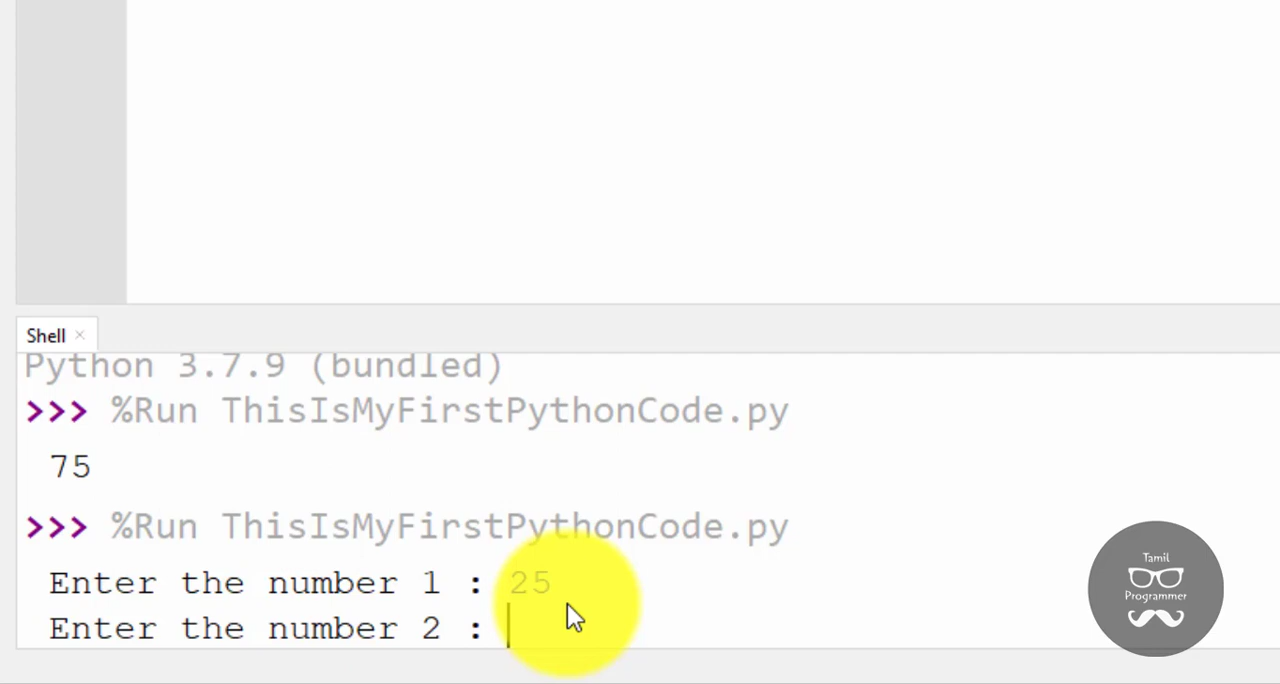 Shell
Python 3.7.9 (bundled)
>>> %Run ThisIsMyFirstPythonCode.py
75
>>> %Run ThisIsMyFirstPythonCode.py
Enter the number 1 : 25
Enter the number 2 :
Tamil
Programmer